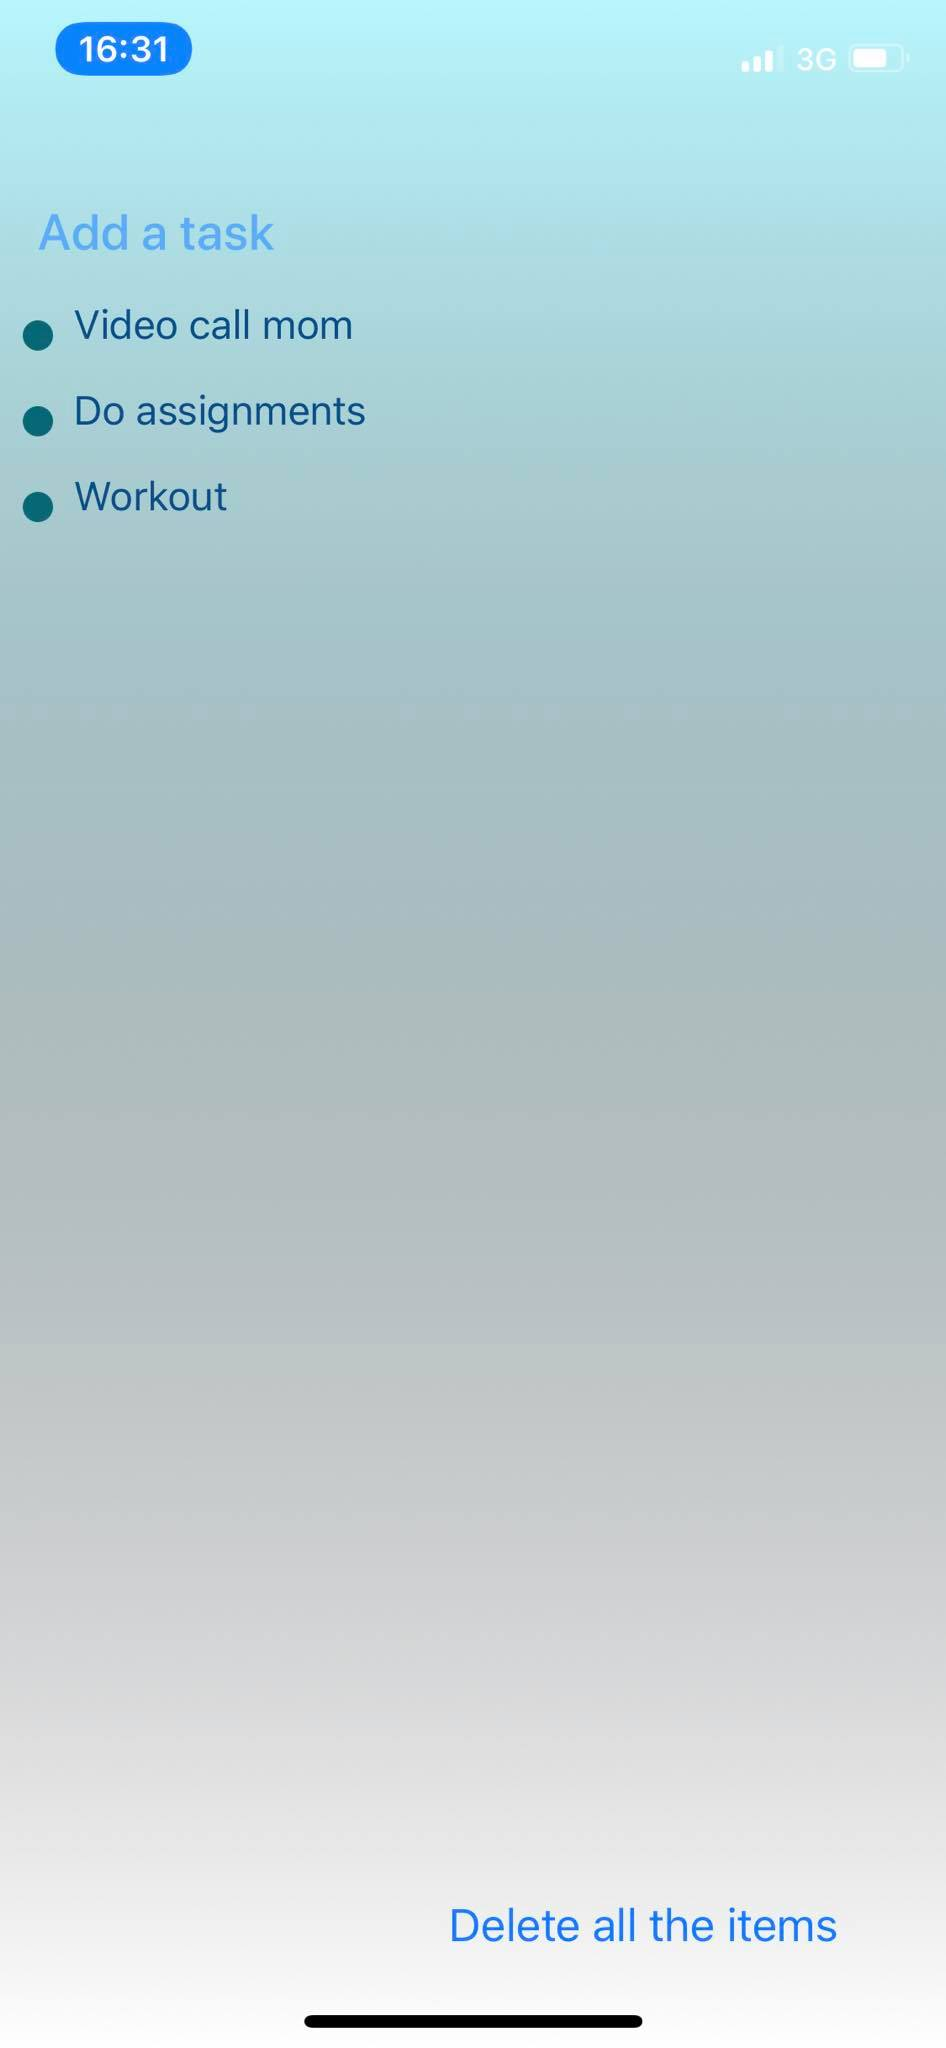 16:31
3G
Add a task
Video call mom
Do assignments
Workout
Delete all the items